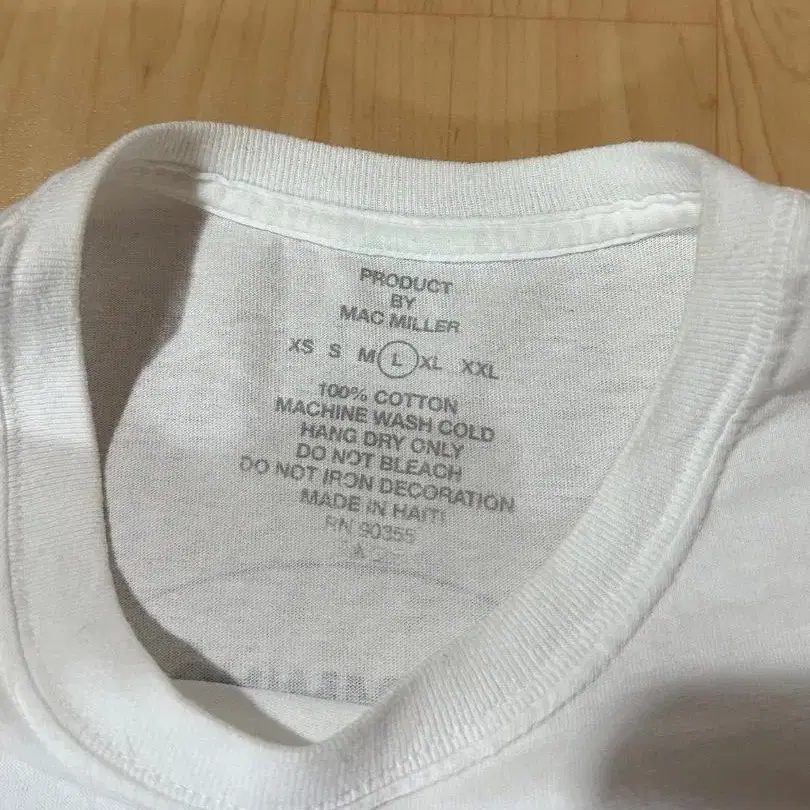 PRODUCT
BY
MAC MILLER
XS S M L XL XXL
100% COTTON
MACHINE WASH COLD
HANG DRY ONLY
DO NOT BLEACH
DO NOT IRON DECORATION
MADE IN HAITI
RN 90355